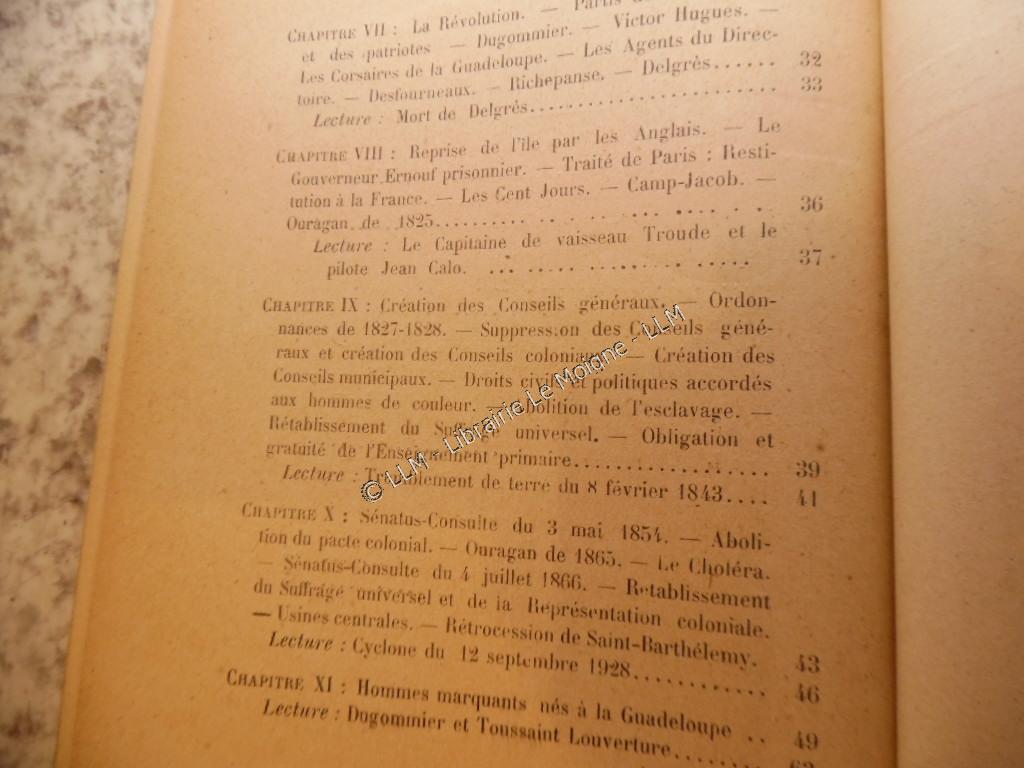 CHAPITRE VII : La Révolution. — Partis
et des patriotes — Dugommier. — Victor Hugues. —
Les Corsaires de la Guadeloupe. — Les Agents du Direc-
toire. — Desfourneaux. — Richepanse. — Delgrés...... 32
Lecture : Mort de Delgrés........................ 33
CHAPITRE VIII : Reprise de l'île par les Anglais. — Le
Gouverneur Ernouf prisonnier. — Traité de Paris : Resti-
tution à la France. — Les Cent Jours. — Camp-Jacob. —
Ouragan de 1825........................ 36
Lecture : Le Capitaine de vaisseau Troude et le
pilote Jean Calo. ................ 37
CHAPITRE IX : Création des Conseils généraux. — Ordon-
nances de 1827-1828. — Suppression des Conseils géné-
raux et création des Conseils coloniaux. — Création des
Conseils municipaux. — Droits civils et politiques accordés
aux hommes de couleur. — Abolition de l'esclavage. —
Rétablissement du Suffrage universel. — Obligation et
gratuité de l'Enseignement primaire.................. 39
Lecture : Tremblement de terre du 8 février 1843.... 41
CHAPITRE X : Sénatus-Consulte du 3 mai 1854. — Aboli-
tion du pacte colonial. — Ouragan de 1865. — Le Choléra.
— Sénatus-Consulte du 4 juillet 1866. — Retablissement
du Suffrage universel et de la Représentation coloniale.
— Usines centrales. — Rétrocession de Saint-Barthélemy. 43
Lecture : Cyclone du 12 septembre 1928............ 46
CHAPITRE XI : Hommes marquants nés à la Guadeloupe .. 49
Lecture : Dugommier et Toussaint Louverture........
© LLM - Librairie Le Moigne - LLM